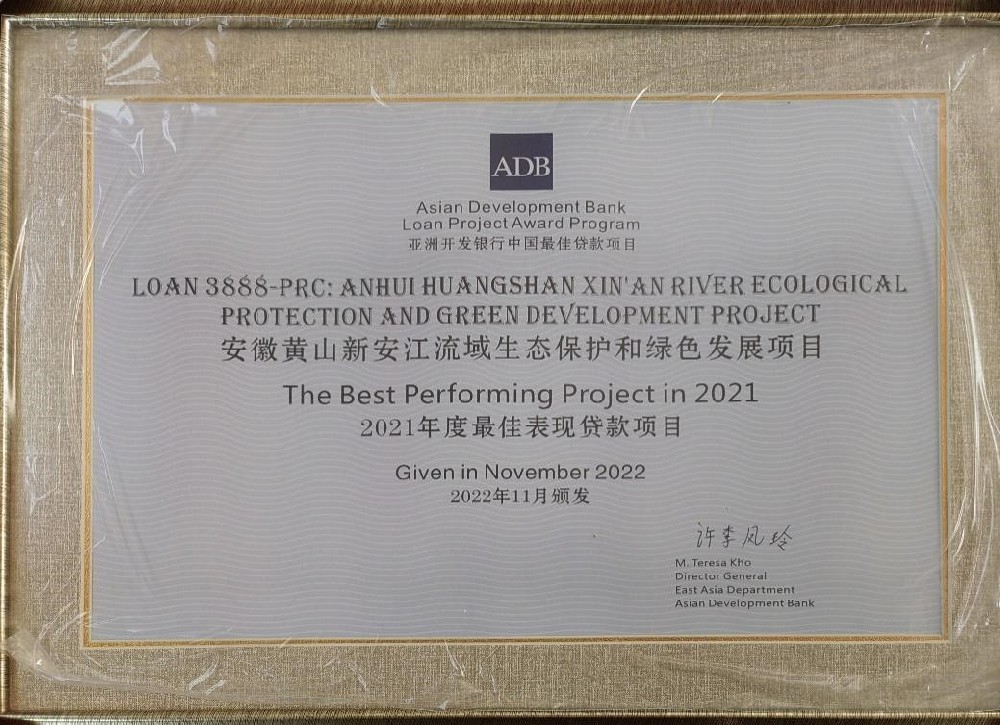 ADB
Asian Development Bank
Loan Project Award Program
亚洲开发银行中国最佳贷款项目
LOAN 3888-PRC: ANHUI HUANGSHAN XIN'AN RIVER ECOLOGICAL
PROTECTION AND GREEN DEVELOPMENT PROJECT
安徽黄山新安江流域生态保护和绿色发展项目
The Best Performing Project in 2021
2021年度最佳表现贷款项目
Given in November 2022
2022年11月颁发
许李凤玲
M. Teresa Kho
Director General
East Asia Department
Asian Development Bank